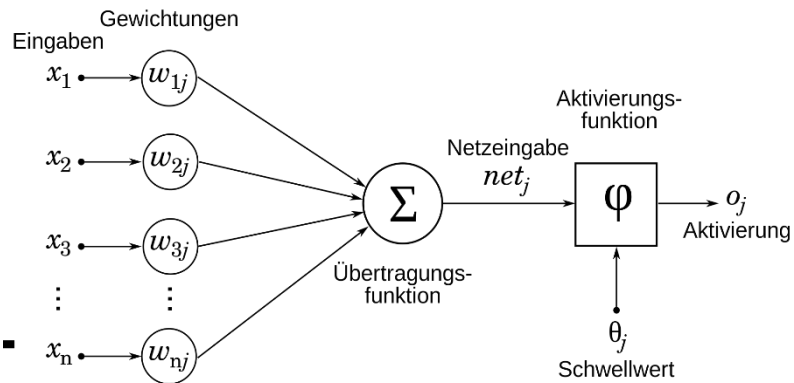 Gewichtungen
Eingaben
x1 w1j
x2 w2j
x3 w3j
⋮ ⋮
xn wnj
Σ
Übertragungs-
funktion
Netzeingabe
netj
Aktivierungs-
funktion
φ
oj
Aktivierung
θj
Schwellwert